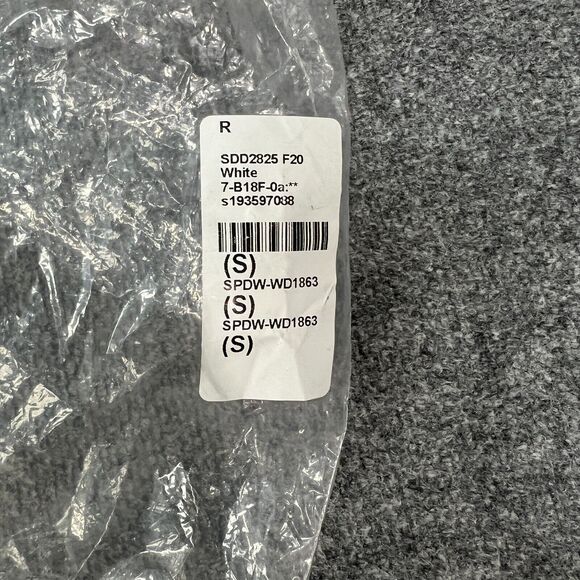 R
SDD2825 F20
White
7-B18F-0a:**
s193597088
(S)
SPDW-WD1863
(S)
SPDW-WD1863
(S)